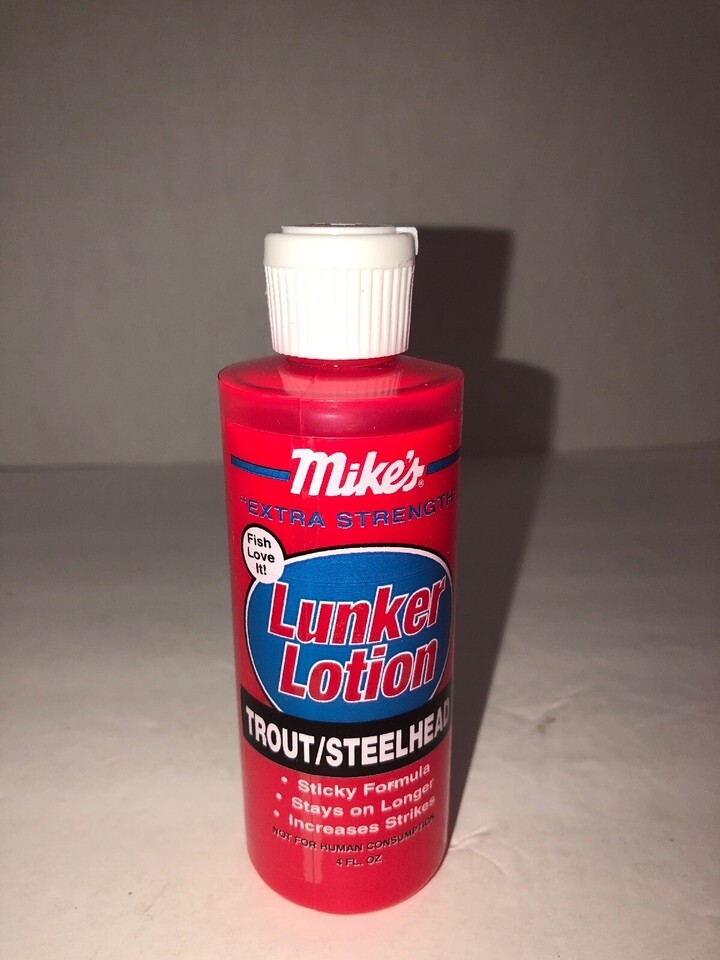 Mike's®
"EXTRA STRENGTH
Fish
Love
It!
Lunker
Lotion
TROUT/STEELHEAD
• Sticky Formula
• Stays on Longer
• Increases Strikes
NOT FOR HUMAN CONSUMPTION
4 FL. OZ